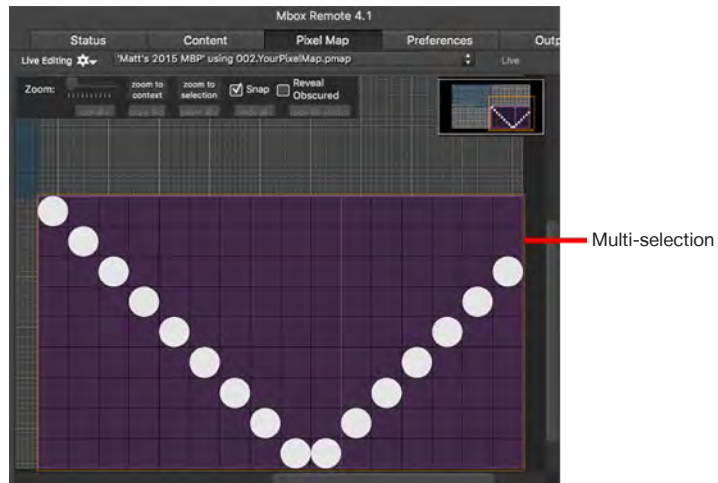 Mbox Remote 4.1
Status Content Pixel Map Preferences Outp
Live Editing 'Matt's 2015 MBP' using 002.YourPixelMap.pmap Live
Zoom: zoom to context zoom to selection Snap Reveal Obscured
Multi-selection